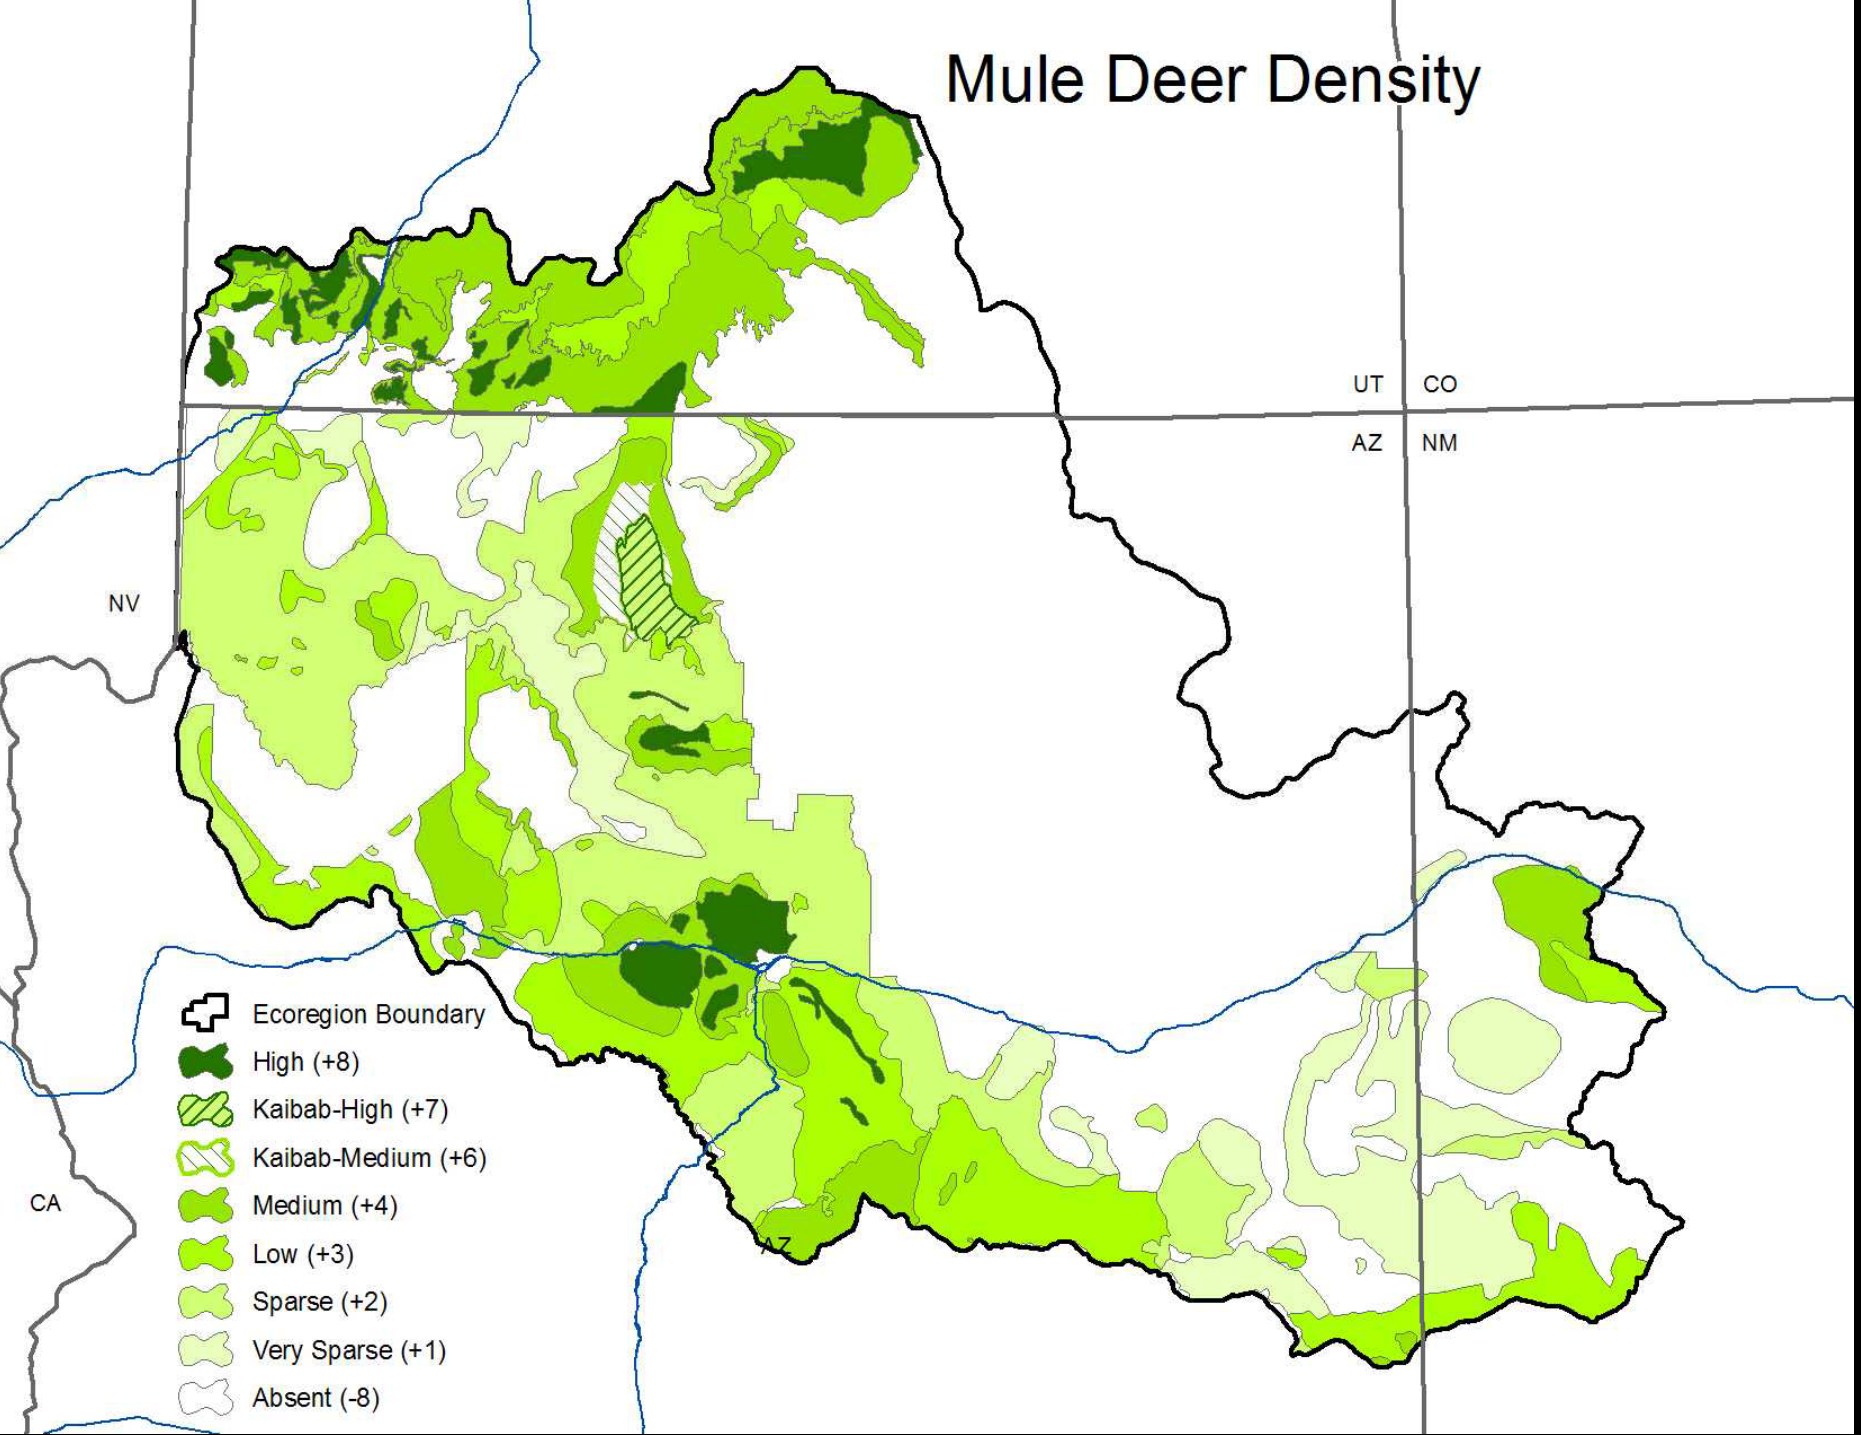 Mule Deer Density
UT
CO
AZ
NM
NV
CA
AZ
Ecoregion Boundary
High (+8)
Kaibab-High (+7)
Kaibab-Medium (+6)
Medium (+4)
Low (+3)
Sparse (+2)
Very Sparse (+1)
Absent (-8)